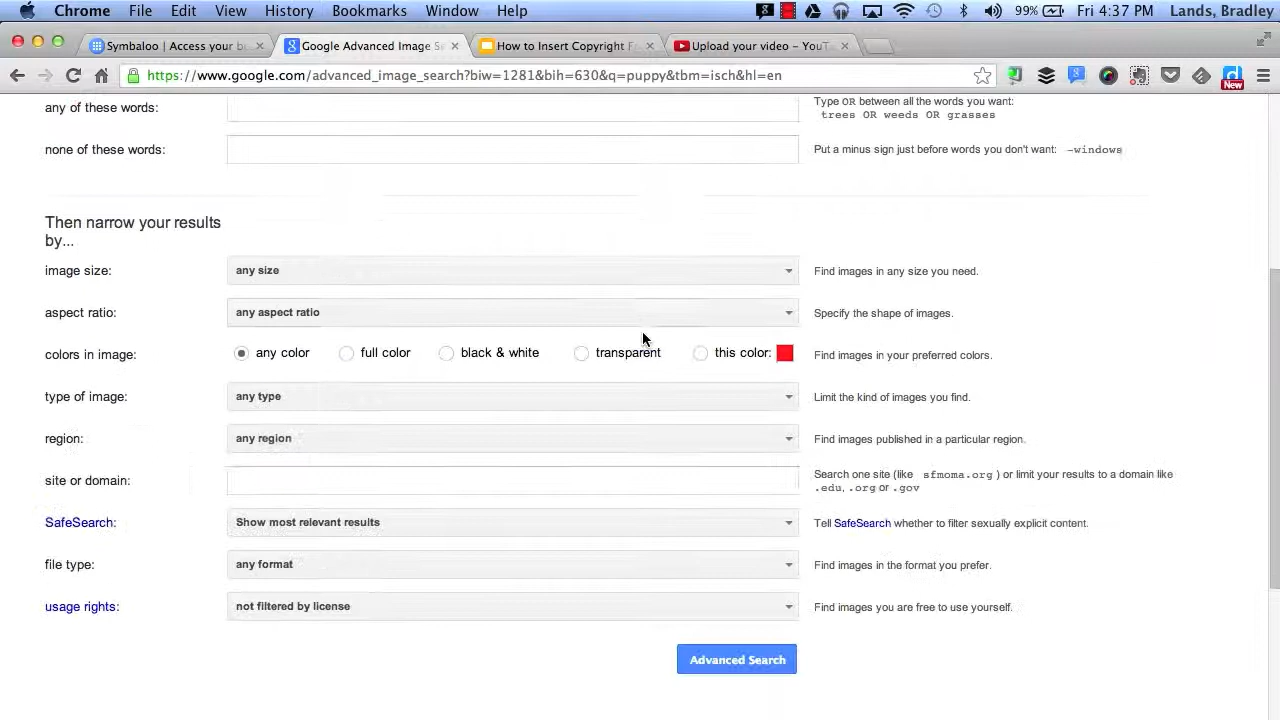 Chrome File Edit View History Bookmarks Window Help 99% Fri 4:37 PM Lands, Bradley
Symbaloo | Access your bo Google Advanced Image Se How to Insert Copyright F Upload your video – YouT
https://www.google.com/advanced_image_search?biw=1281&bih=630&q=puppy&tbm=isch&hl=en
New
any of these words:
Type OR between all the words you want:
trees OR weeds OR grasses
none of these words:
Put a minus sign just before words you don't want: -windows
Then narrow your results
by...
image size: any size Find images in any size you need.
aspect ratio: any aspect ratio Specify the shape of images.
colors in image: any color full color black & white transparent this color: Find images in your preferred colors.
type of image: any type Limit the kind of images you find.
region: any region Find images published in a particular region.
site or domain: Search one site (like sfmoma.org ) or limit your results to a domain like
.edu, .org or .gov
SafeSearch: Show most relevant results Tell SafeSearch whether to filter sexually explicit content.
file type: any format Find images in the format you prefer.
usage rights: not filtered by license Find images you are free to use yourself.
Advanced Search